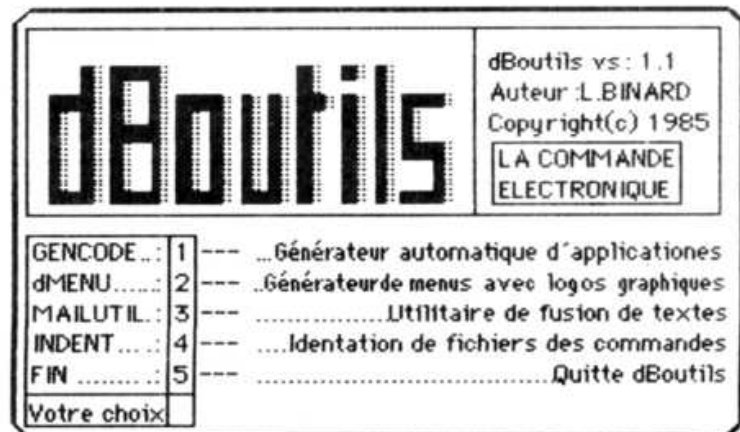 dBoutils
dBoutils vs: 1.1
Auteur :L.BINARD
Copyright(c) 1985
LA COMMANDE
ELECTRONIQUE
GENCODE..: 1 --- ...Générateur automatique d'applicationes
dMENU......: 2 --- ..Générateurde menus avec logos graphiques
MAILUTIL.: 3 --- ..................Utilitaire de fusion de textes
INDENT... .: 4 --- ....Identation de fichiers des commandes
FIN .........: 5 --- .........................................Quitte dBoutils
Votre choix